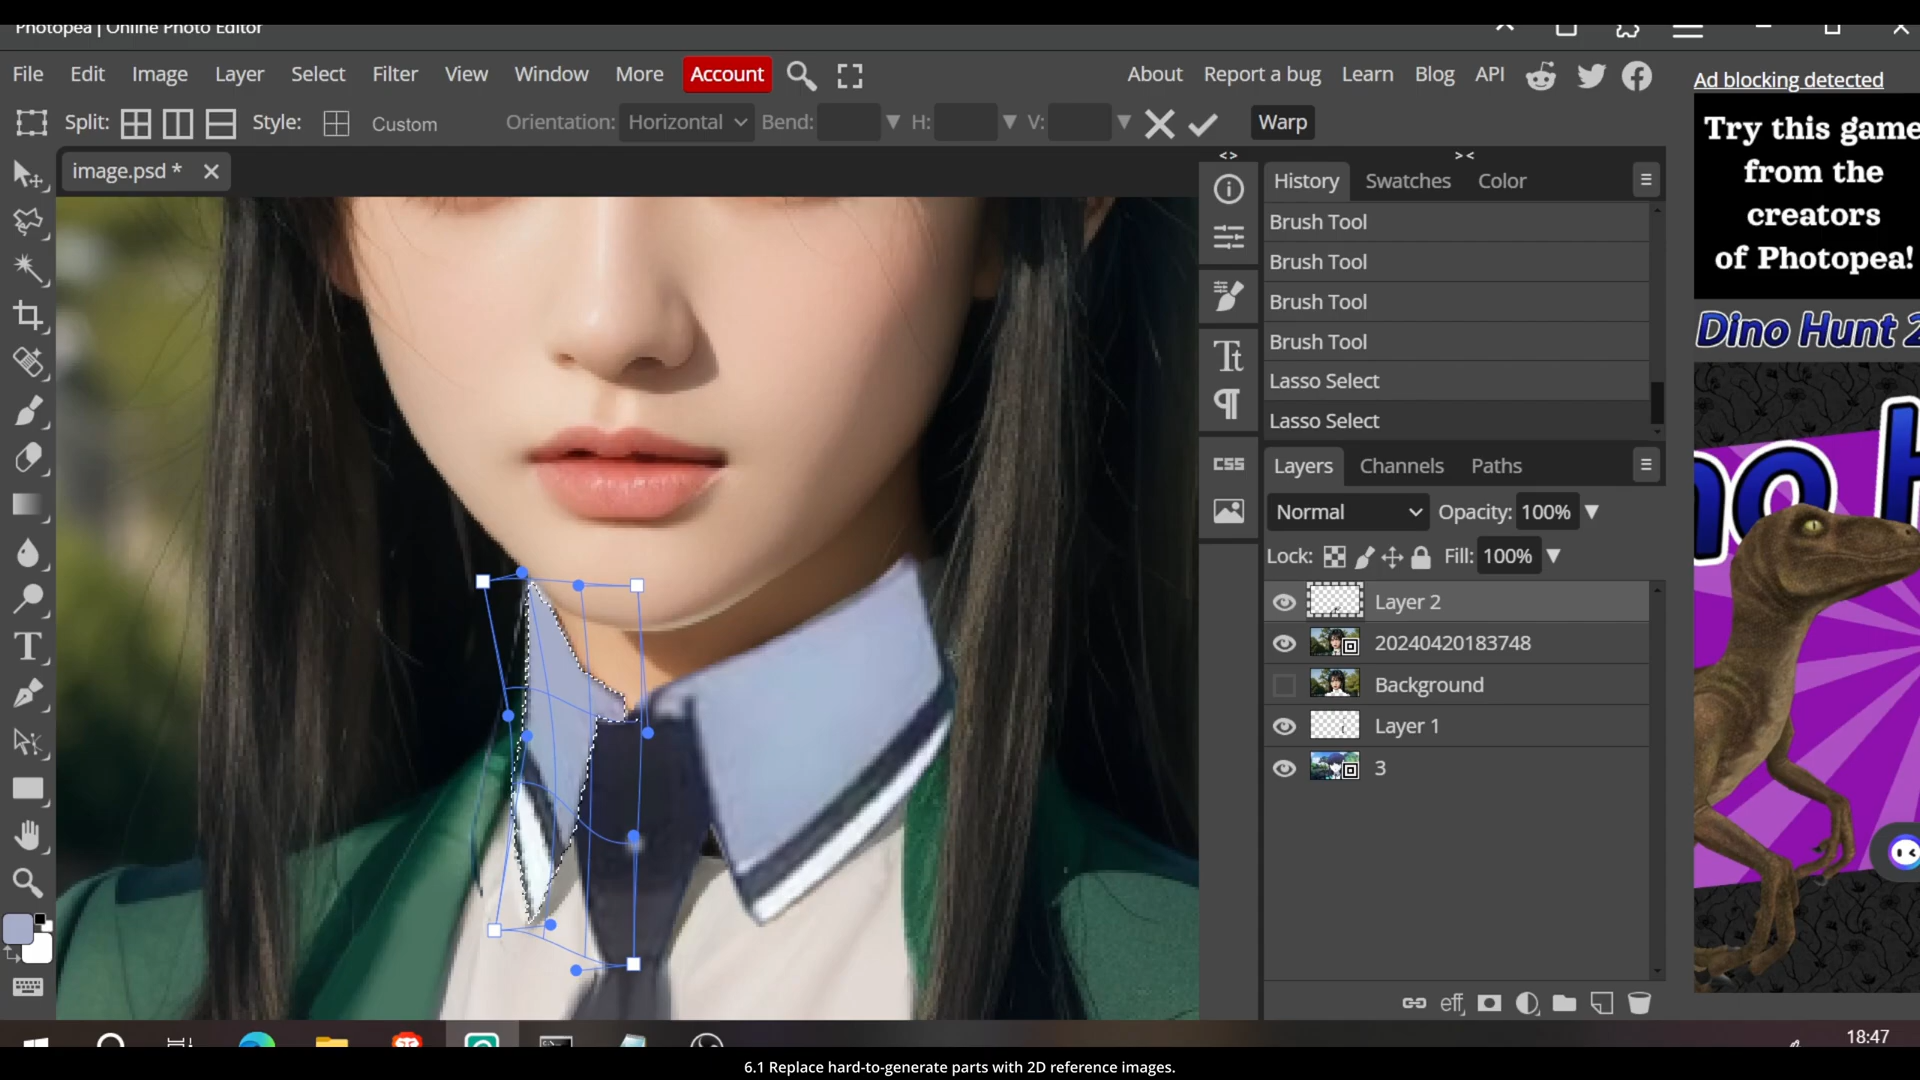 Photopea | Online Photo Editor
File Edit Image Layer Select Filter View Window More Account About Report a bug Learn Blog API
Ad blocking detected
Split: Style: Custom Orientation: Horizontal Bend: H: V: Warp
Try this game
from the
creators
of Photopea!
image.psd *
<> ><
History Swatches Color
Brush Tool
Brush Tool
Brush Tool
Brush Tool
Lasso Select
Lasso Select
Dino Hunt 2
Tt
CSS
Layers Channels Paths
Normal Opacity: 100%
Lock: Fill: 100%
Layer 2
20240420183748
Background
Layer 1
3
eff
18:47
6.1 Replace hard-to-generate parts with 2D reference images.